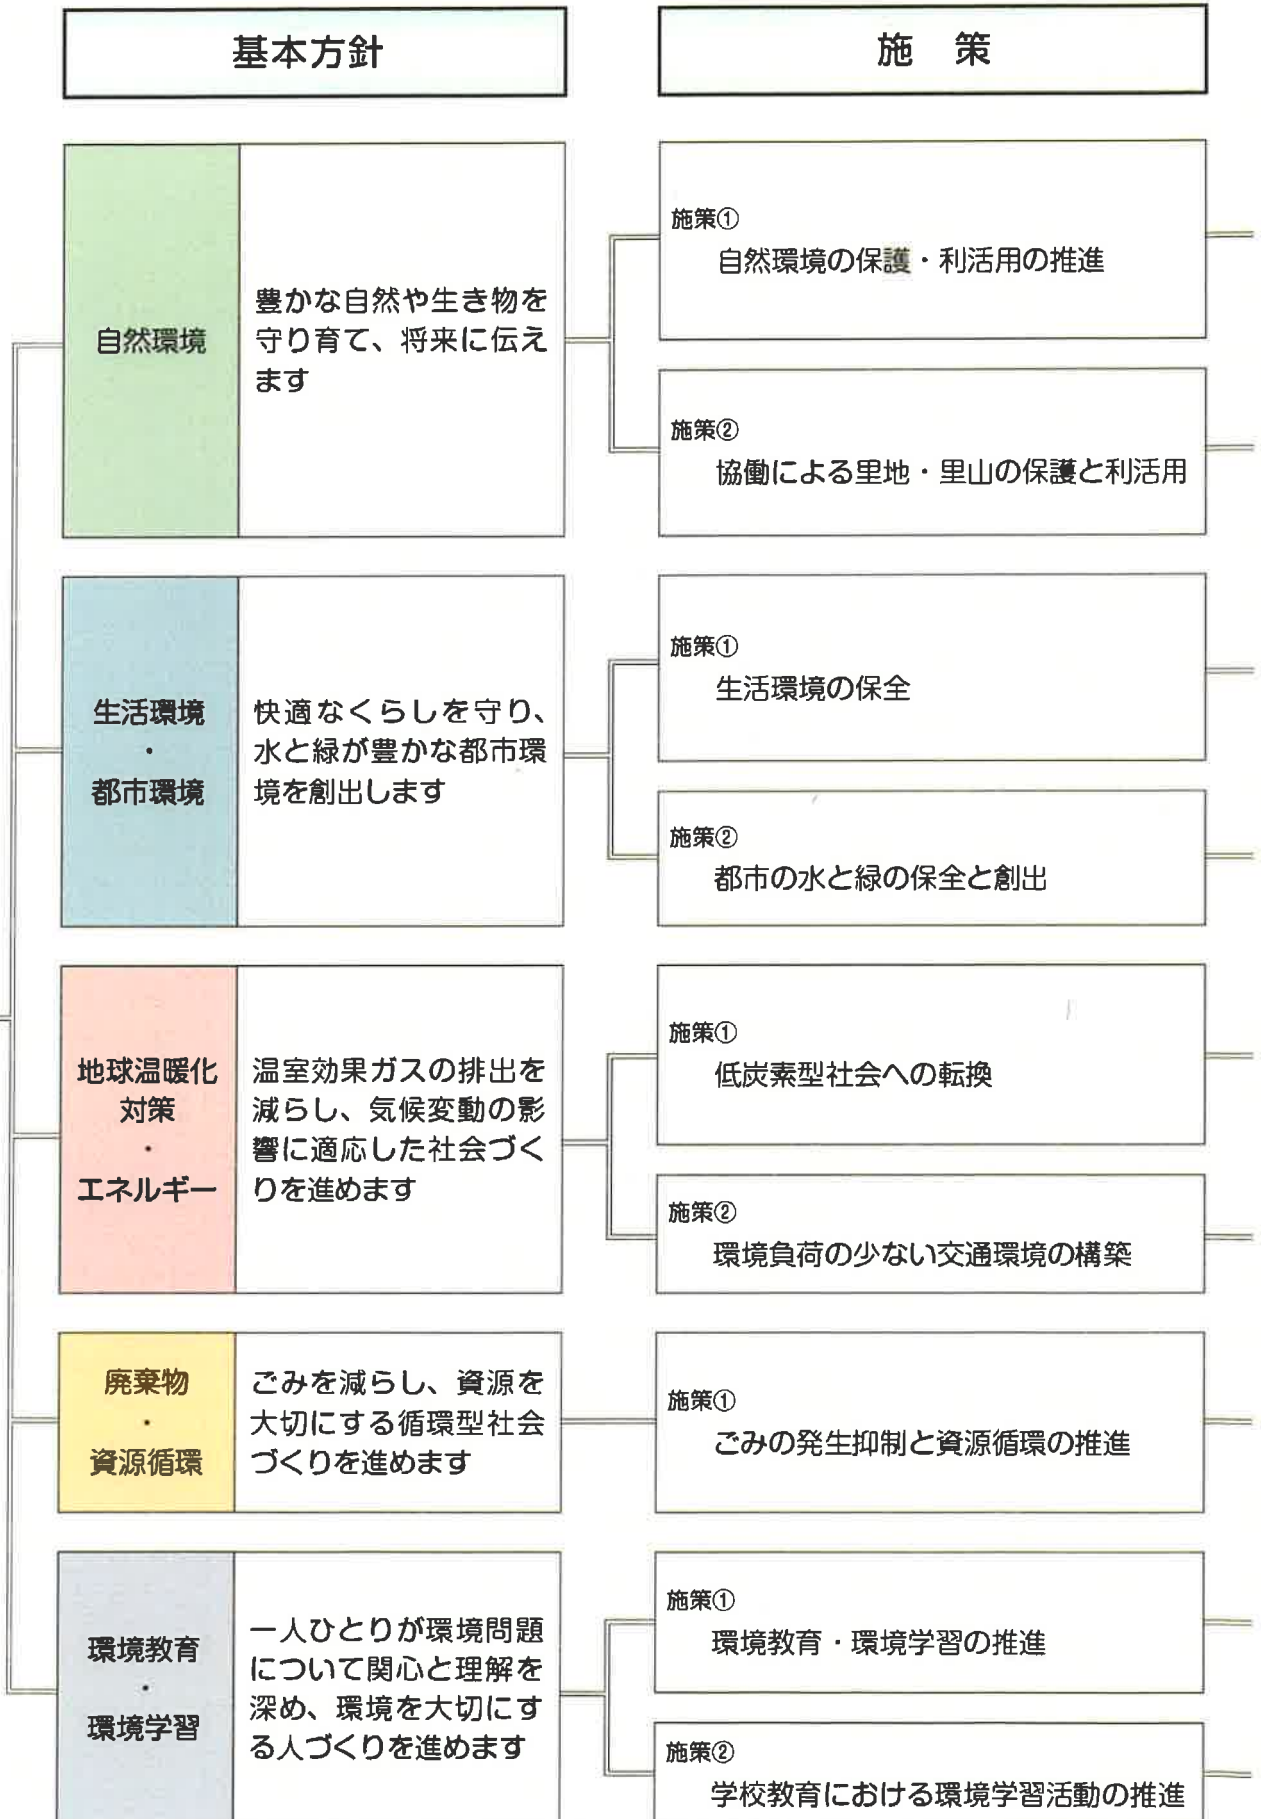 基本方針
施　策
自然環境
豊かな自然や生き物を
守り育て、将来に伝え
ます
施策①
自然環境の保護・利活用の推進
施策②
協働による里地・里山の保護と利活用
生活環境
・
都市環境
快適なくらしを守り、
水と緑が豊かな都市環
境を創出します
施策①
生活環境の保全
施策②
都市の水と緑の保全と創出
地球温暖化
対策
・
エネルギー
温室効果ガスの排出を
減らし、気候変動の影
響に適応した社会づく
りを進めます
施策①
低炭素型社会への転換
施策②
環境負荷の少ない交通環境の構築
廃棄物
・
資源循環
ごみを減らし、資源を
大切にする循環型社会
づくりを進めます
施策①
ごみの発生抑制と資源循環の推進
環境教育
・
環境学習
一人ひとりが環境問題
について関心と理解を
深め、環境を大切にす
る人づくりを進めます
施策①
環境教育・環境学習の推進
施策②
学校教育における環境学習活動の推進